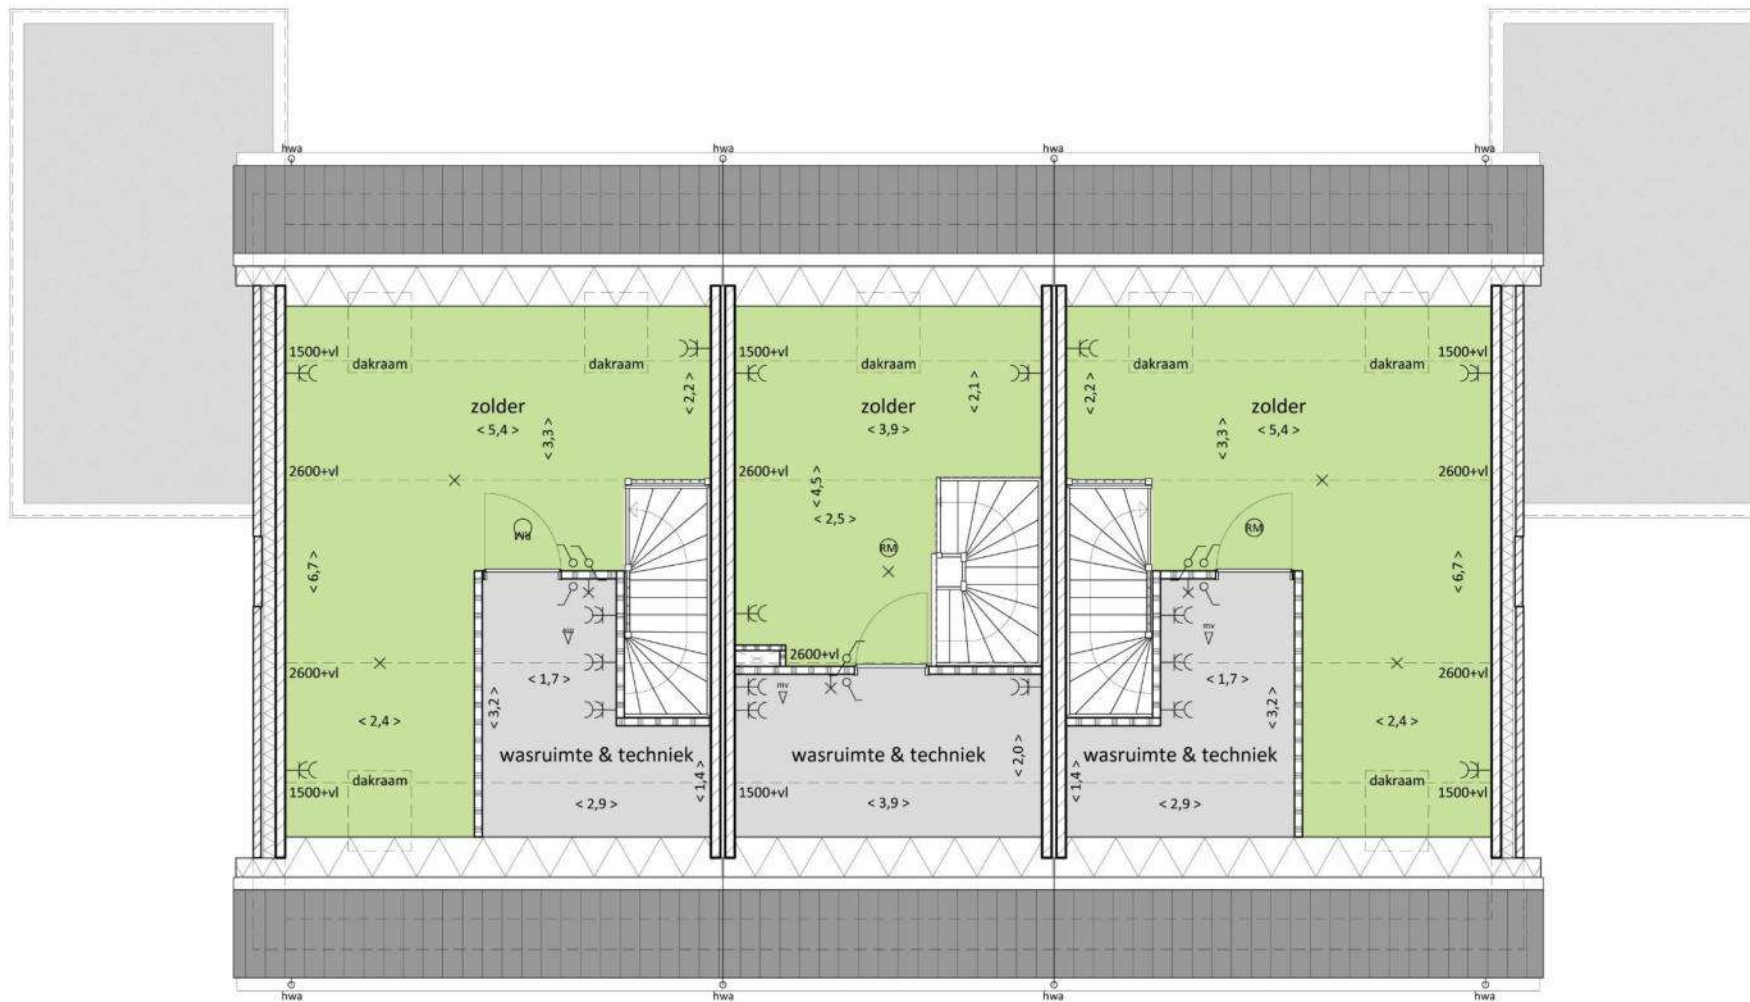 hwa
hwa
hwa
hwa
1500+vl
dakraam
dakraam
< 2,2 >
zolder
< 5,4 >
< 3,3 >
2600+vl
RM
< 6,7 >
mv
2600+vl
< 1,7 >
< 3,2 >
< 2,4 >
wasruimte & techniek
dakraam
1500+vl
< 1,4 >
< 2,9 >
1500+vl
dakraam
< 2,1 >
zolder
< 3,9 >
2600+vl
< 4,5 >
< 2,5 >
RM
2600+vl
mv
wasruimte & techniek
< 2,0 >
1500+vl
< 3,9 >
dakraam
dakraam
1500+vl
< 2,2 >
zolder
< 5,4 >
< 3,3 >
2600+vl
RM
< 6,7 >
mv
2600+vl
< 1,7 >
< 3,2 >
< 2,4 >
wasruimte & techniek
dakraam
1500+vl
< 1,4 >
< 2,9 >
hwa
hwa
hwa
hwa